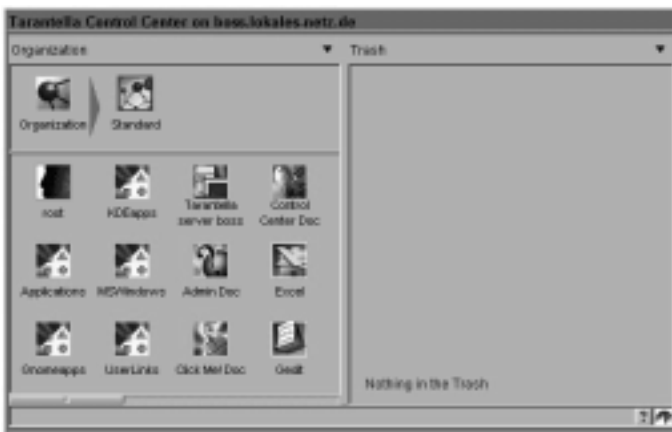 Tarantella Control Center on boss.lokales-netz.de
Organization
Trash
Organization
Standard
root
KDEapps
Tarantella
server boss
Control
Center Doc
Applications
MSWindows
Admin Doc
Excel
Gnomeapps
UserLinks
Click Me! Doc
Gedit
Nothing in the Trash
?